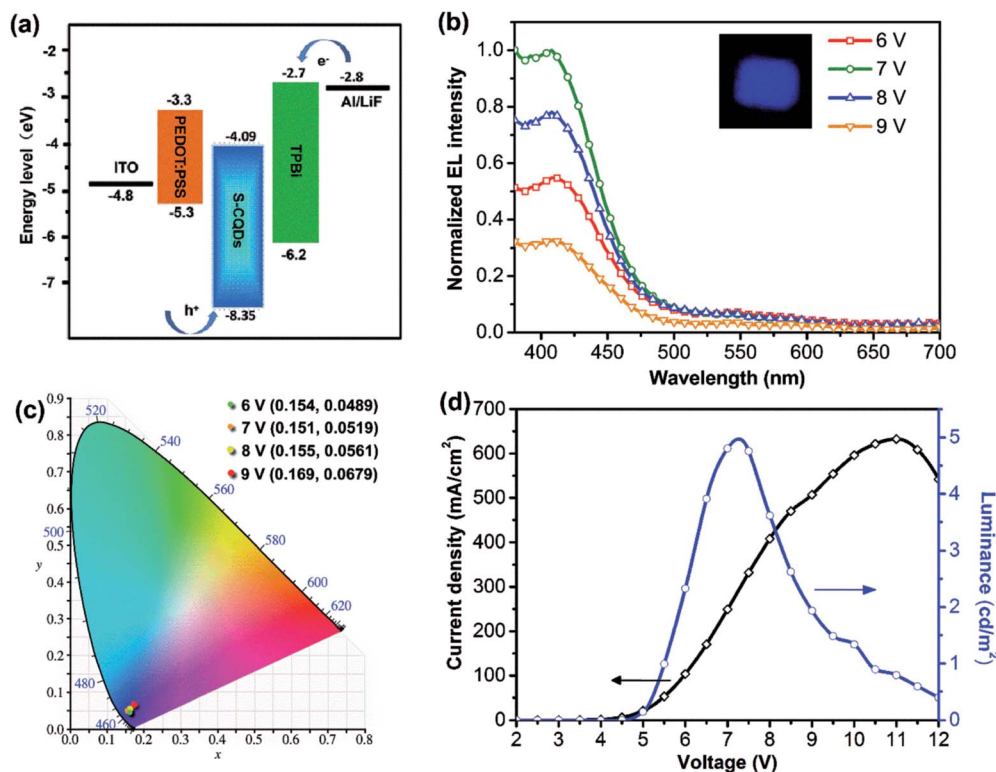 (a)
-2
-3
-4
-5
-6
-7
Energy level (eV)
ITO
-4.8
-3.3
PEDOT:PSS
-5.3
-4.09
S-CQDs
-8.35
h⁺
-2.7
TPBi
-6.2
e⁻
-2.8
Al/LiF
(b)
1.0
0.8
0.6
0.4
0.2
0.0
Normalized EL intensity
6 V
7 V
8 V
9 V
400 450 500 550 600 650 700
Wavelength (nm)
(c)
0.9
0.8
0.7
0.6
0.5
0.4
0.3
0.2
0.1
0.0
y
6 V (0.154, 0.0489)
7 V (0.151, 0.0519)
8 V (0.155, 0.0561)
9 V (0.169, 0.0679)
520
540
560
580
600
620
500
480
460
0.0 0.1 0.2 0.3 0.4 0.5 0.6 0.7 0.8
x
(d)
700
600
500
400
300
200
100
0
Current density (mA/cm²)
5
4
3
2
1
0
Luminance (cd/m²)
2 3 4 5 6 7 8 9 10 11 12
Voltage (V)